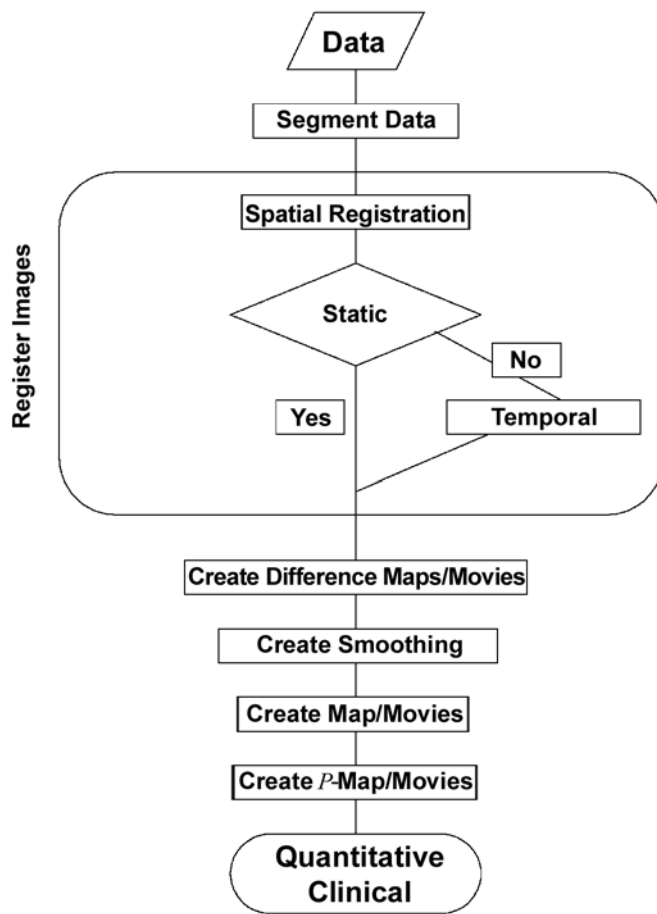 Data
Segment Data
Register Images
Spatial Registration
Static
No
Yes
Temporal
Create Difference Maps/Movies
Create Smoothing
Create Map/Movies
Create P-Map/Movies
Quantitative
Clinical